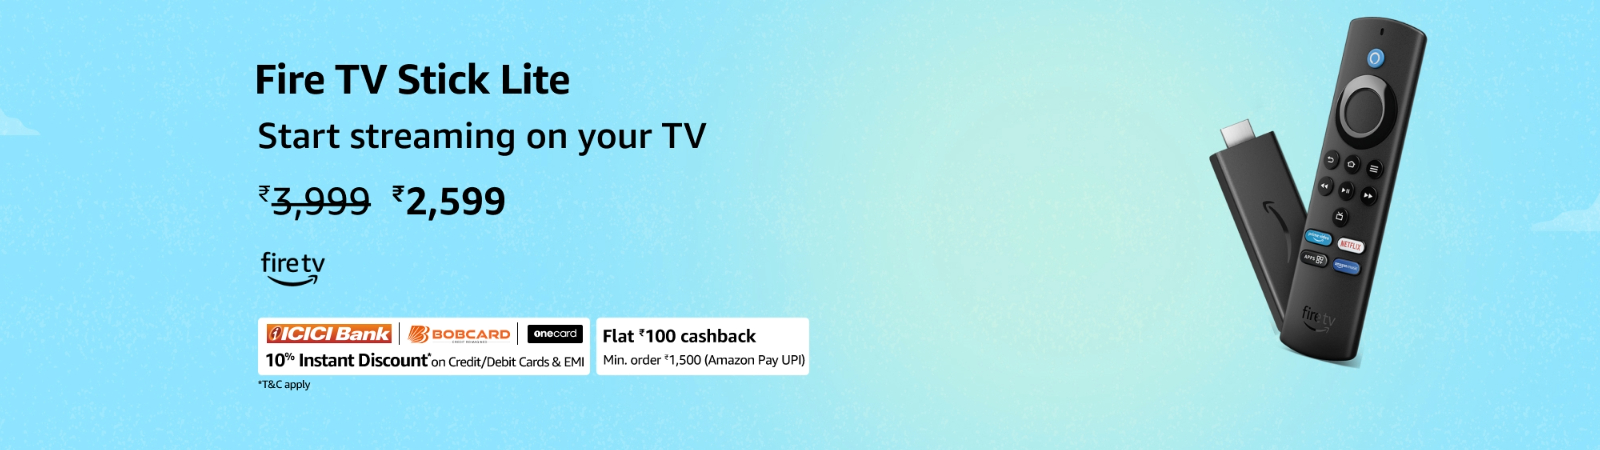 Fire TV Stick Lite
Start streaming on your TV
₹3,999 ₹2,599
fire tv
ICICI Bank | BOBCARD | onecard
10% Instant Discount* on Credit/Debit Cards & EMI
*T&C apply
Flat ₹100 cashback
Min. order ₹1,500 (Amazon Pay UPI)
NETFLIX
APPS
fire tv